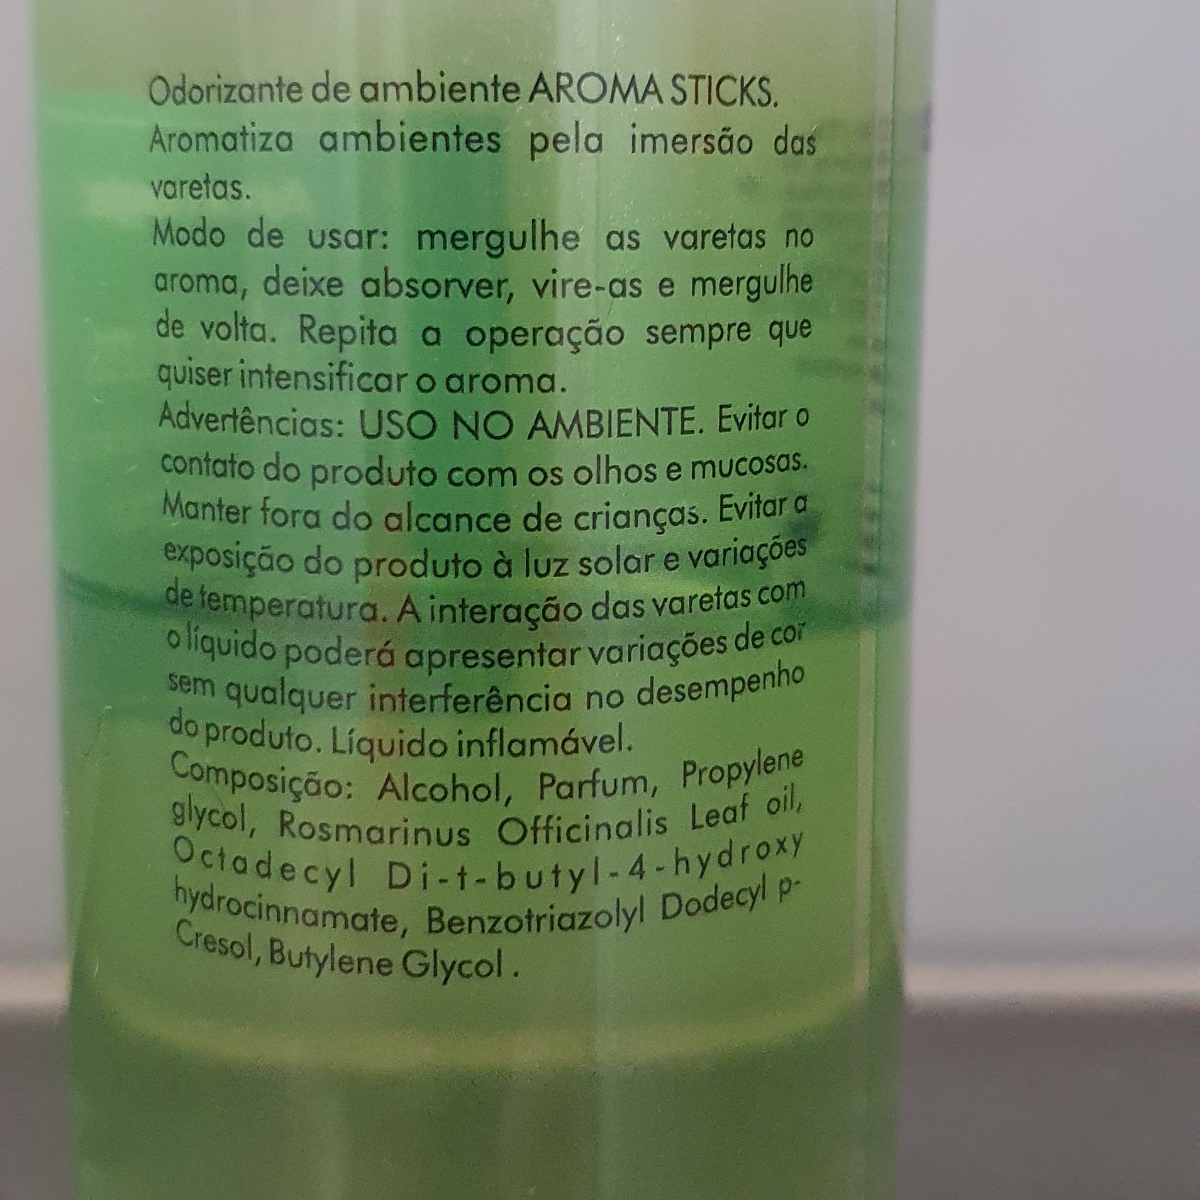 Odorizante de ambiente AROMA STICKS.
Aromatiza ambientes pela imersão das
varetas.
Modo de usar: mergulhe as varetas no
aroma, deixe absorver, vire-as e mergulhe
de volta. Repita a operação sempre que
quiser intensificar o aroma.
Advertências: USO NO AMBIENTE. Evitar o
contato do produto com os olhos e mucosas.
Manter fora do alcance de crianças. Evitar a
exposição do produto à luz solar e variações
de temperatura. A interação das varetas com
o líquido poderá apresentar variações de cor
sem qualquer interferência no desempenho
do produto. Líquido inflamável.
Composição: Alcohol, Parfum, Propylene
glycol, Rosmarinus Officinalis Leaf oil,
Octadecyl Di-t-butyl-4-hydroxy
hydrocinnamate, Benzotriazolyl Dodecyl p-
Cresol, Butylene Glycol .